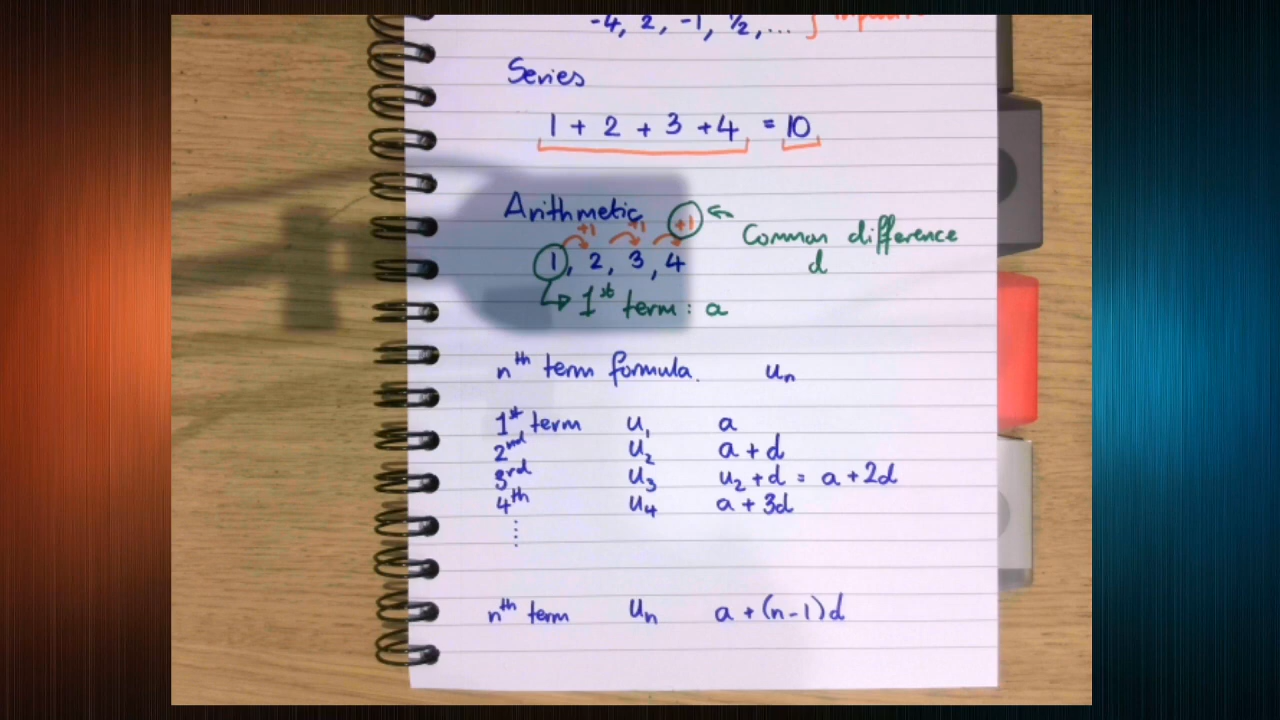 -4, 2, -1, ½, ...
Series
1 + 2 + 3 + 4 = 10
Arithmetic
+1 +1 +1
Common difference
d
1, 2, 3, 4
1st term : a
nth term formula. un
1st term u1 a
2nd u2 a + d
3rd u3 u2 + d = a + 2d
4th u4 a + 3d
⋮
nth term un a + (n-1)d